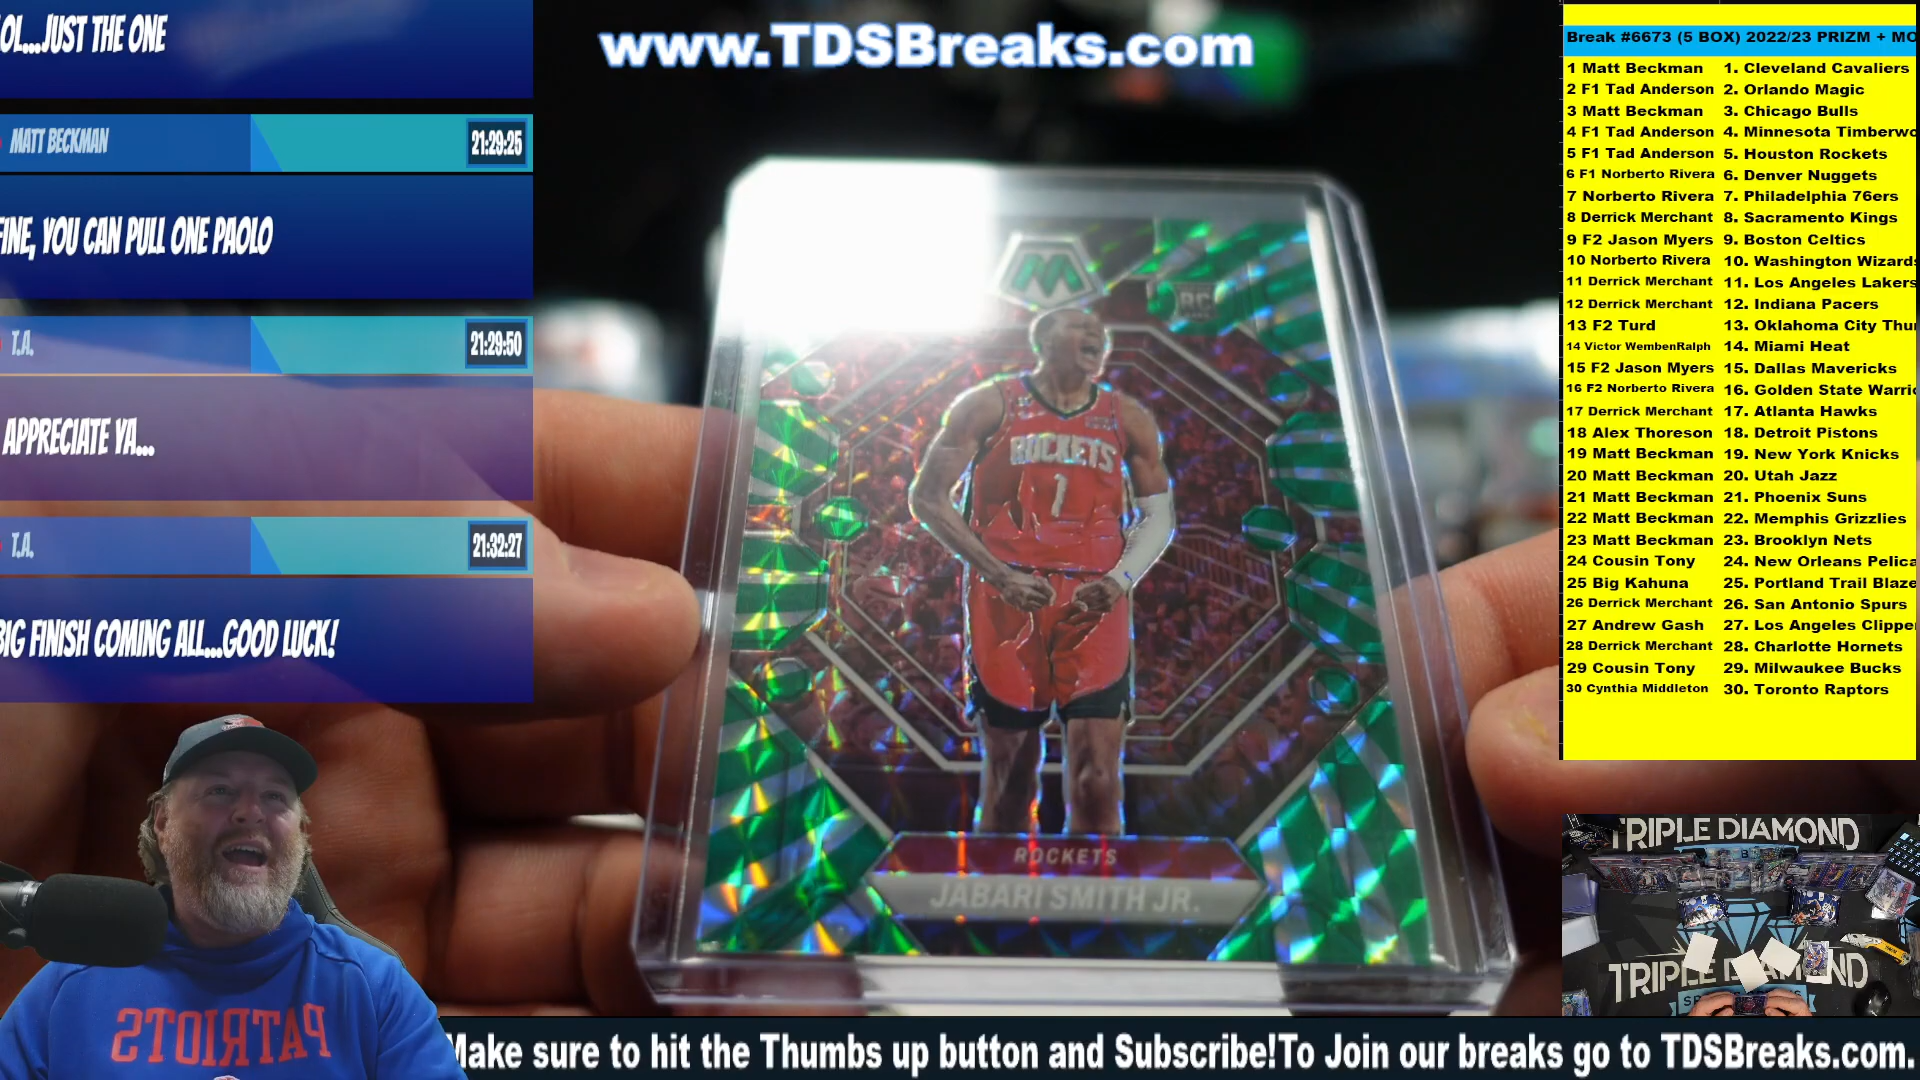 OL...JUST THE ONE
MATT BECKMAN
21:29:25
FINE, YOU CAN PULL ONE PAOLO
T.A.
21:29:50
APPRECIATE YA...
T.A.
21:32:27
BIG FINISH COMING ALL...GOOD LUCK!
www.TDSBreaks.com
RC
ROCKETS
1
ROCKETS
JABARI SMITH JR.
PATRIOTS
Break #6673 (5 BOX) 2022/23 PRIZM + MO
1 Matt Beckman 1. Cleveland Cavaliers
2 F1 Tad Anderson 2. Orlando Magic
3 Matt Beckman 3. Chicago Bulls
4 F1 Tad Anderson 4. Minnesota Timberwo
5 F1 Tad Anderson 5. Houston Rockets
6 F1 Norberto Rivera 6. Denver Nuggets
7 Norberto Rivera 7. Philadelphia 76ers
8 Derrick Merchant 8. Sacramento Kings
9 F2 Jason Myers 9. Boston Celtics
10 Norberto Rivera 10. Washington Wizards
11 Derrick Merchant 11. Los Angeles Lakers
12 Derrick Merchant 12. Indiana Pacers
13 F2 Turd 13. Oklahoma City Thu
14 Victor WembenRalph 14. Miami Heat
15 F2 Jason Myers 15. Dallas Mavericks
16 F2 Norberto Rivera 16. Golden State Warric
17 Derrick Merchant 17. Atlanta Hawks
18 Alex Thoreson 18. Detroit Pistons
19 Matt Beckman 19. New York Knicks
20 Matt Beckman 20. Utah Jazz
21 Matt Beckman 21. Phoenix Suns
22 Matt Beckman 22. Memphis Grizzlies
23 Matt Beckman 23. Brooklyn Nets
24 Cousin Tony 24. New Orleans Pelica
25 Big Kahuna 25. Portland Trail Blaze
26 Derrick Merchant 26. San Antonio Spurs
27 Andrew Gash 27. Los Angeles Clipper
28 Derrick Merchant 28. Charlotte Hornets
29 Cousin Tony 29. Milwaukee Bucks
30 Cynthia Middleton 30. Toronto Raptors
TRIPLE DIAMOND
TRIPLE DIAMOND
Make sure to hit the Thumbs up button and Subscribe!To Join our breaks go to TDSBreaks.com.